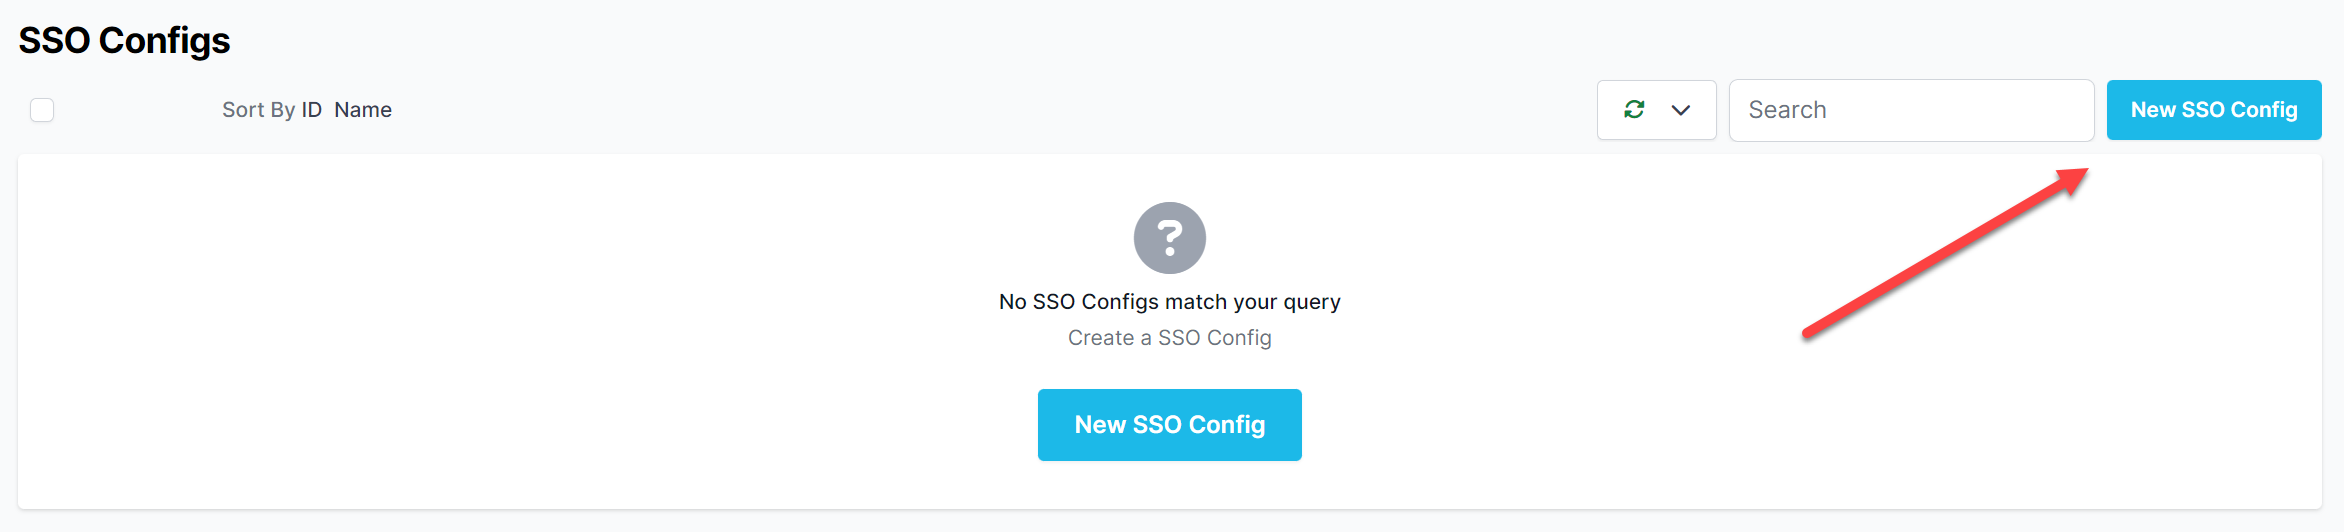 SSO Configs
Sort By ID Name Search New SSO Config
?
No SSO Configs match your query
Create a SSO Config
New SSO Config